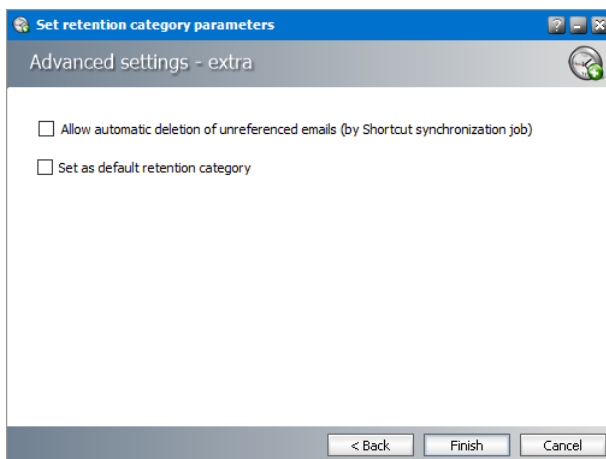 Set retention category parameters
?
Advanced settings - extra
Allow automatic deletion of unreferenced emails (by Shortcut synchronization job)
Set as default retention category
< Back Finish Cancel